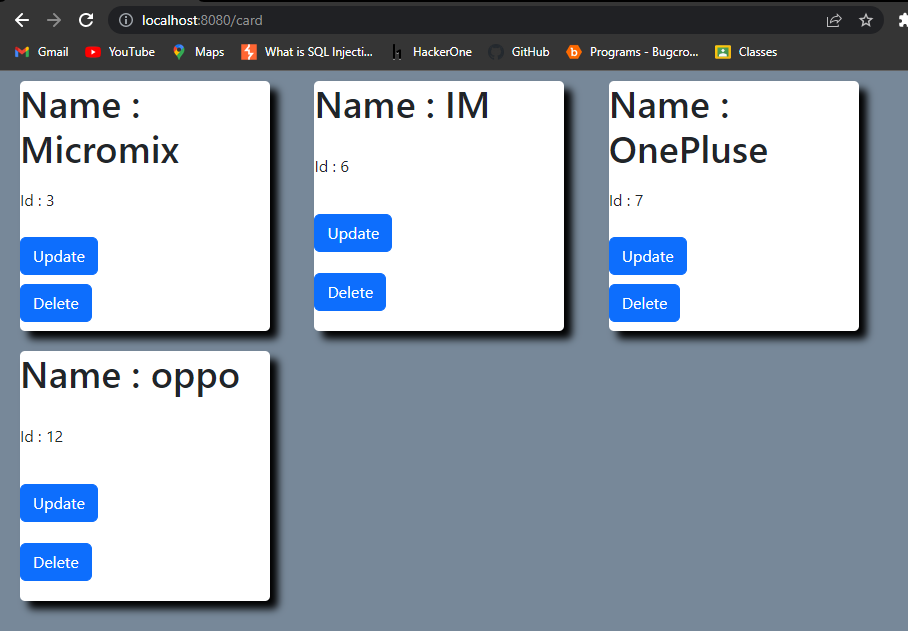 localhost:8080/card
Gmail YouTube Maps What is SQL Injecti... HackerOne GitHub Programs - Bugcro... Classes
Name :
Micromix
Id : 3
Update
Delete
Name : IM
Id : 6
Update
Delete
Name :
OnePluse
Id : 7
Update
Delete
Name : oppo
Id : 12
Update
Delete